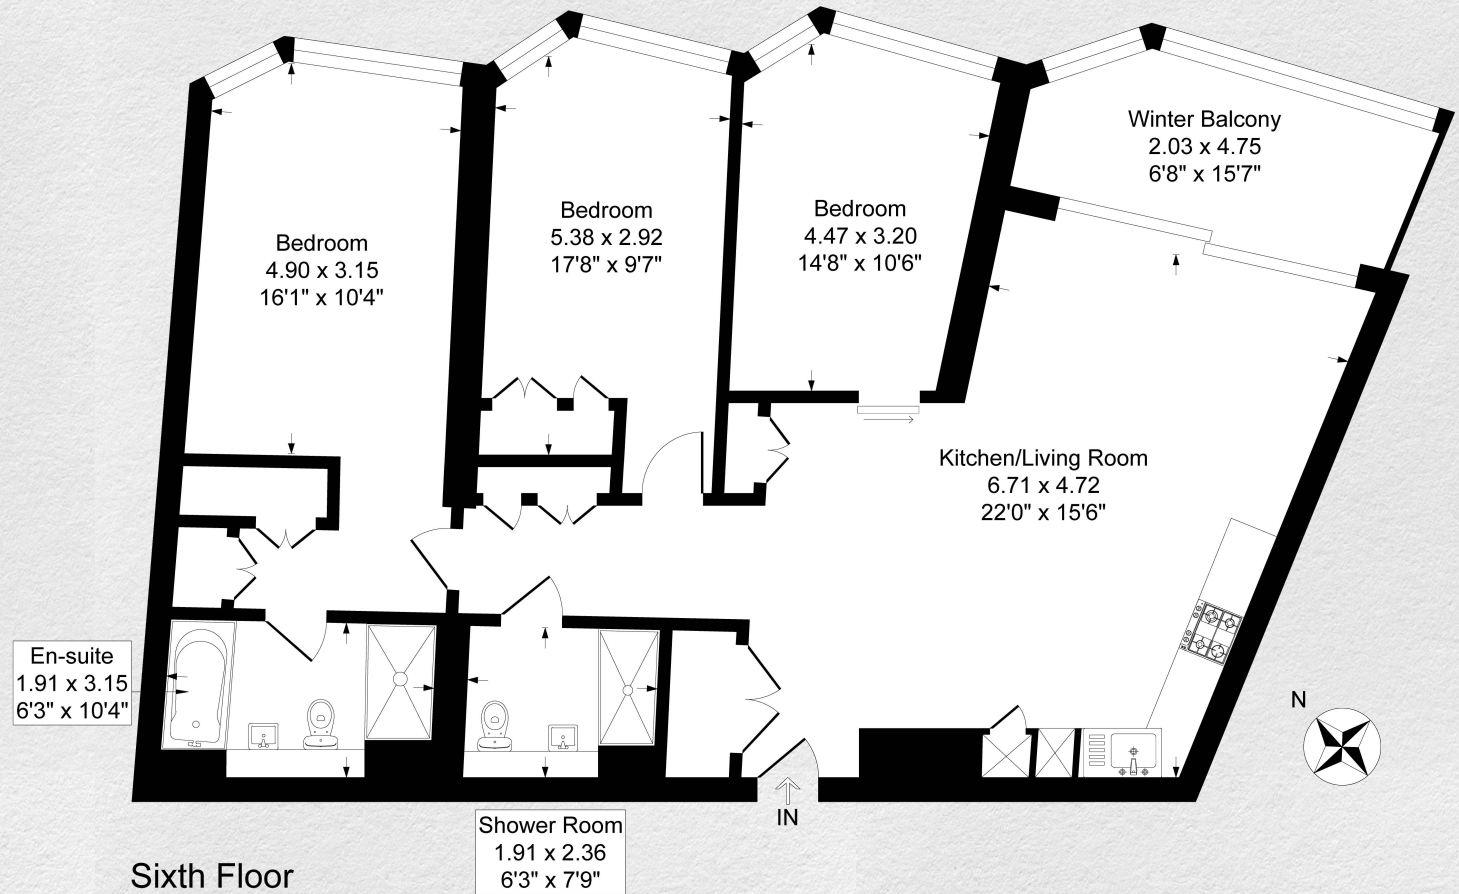 Winter Balcony
2.03 x 4.75
6'8" x 15'7"
Bedroom
4.90 x 3.15
16'1" x 10'4"
Bedroom
5.38 x 2.92
17'8" x 9'7"
Bedroom
4.47 x 3.20
14'8" x 10'6"
Kitchen/Living Room
6.71 x 4.72
22'0" x 15'6"
En-suite
1.91 x 3.15
6'3" x 10'4"
N
IN
Shower Room
1.91 x 2.36
6'3" x 7'9"
Sixth Floor